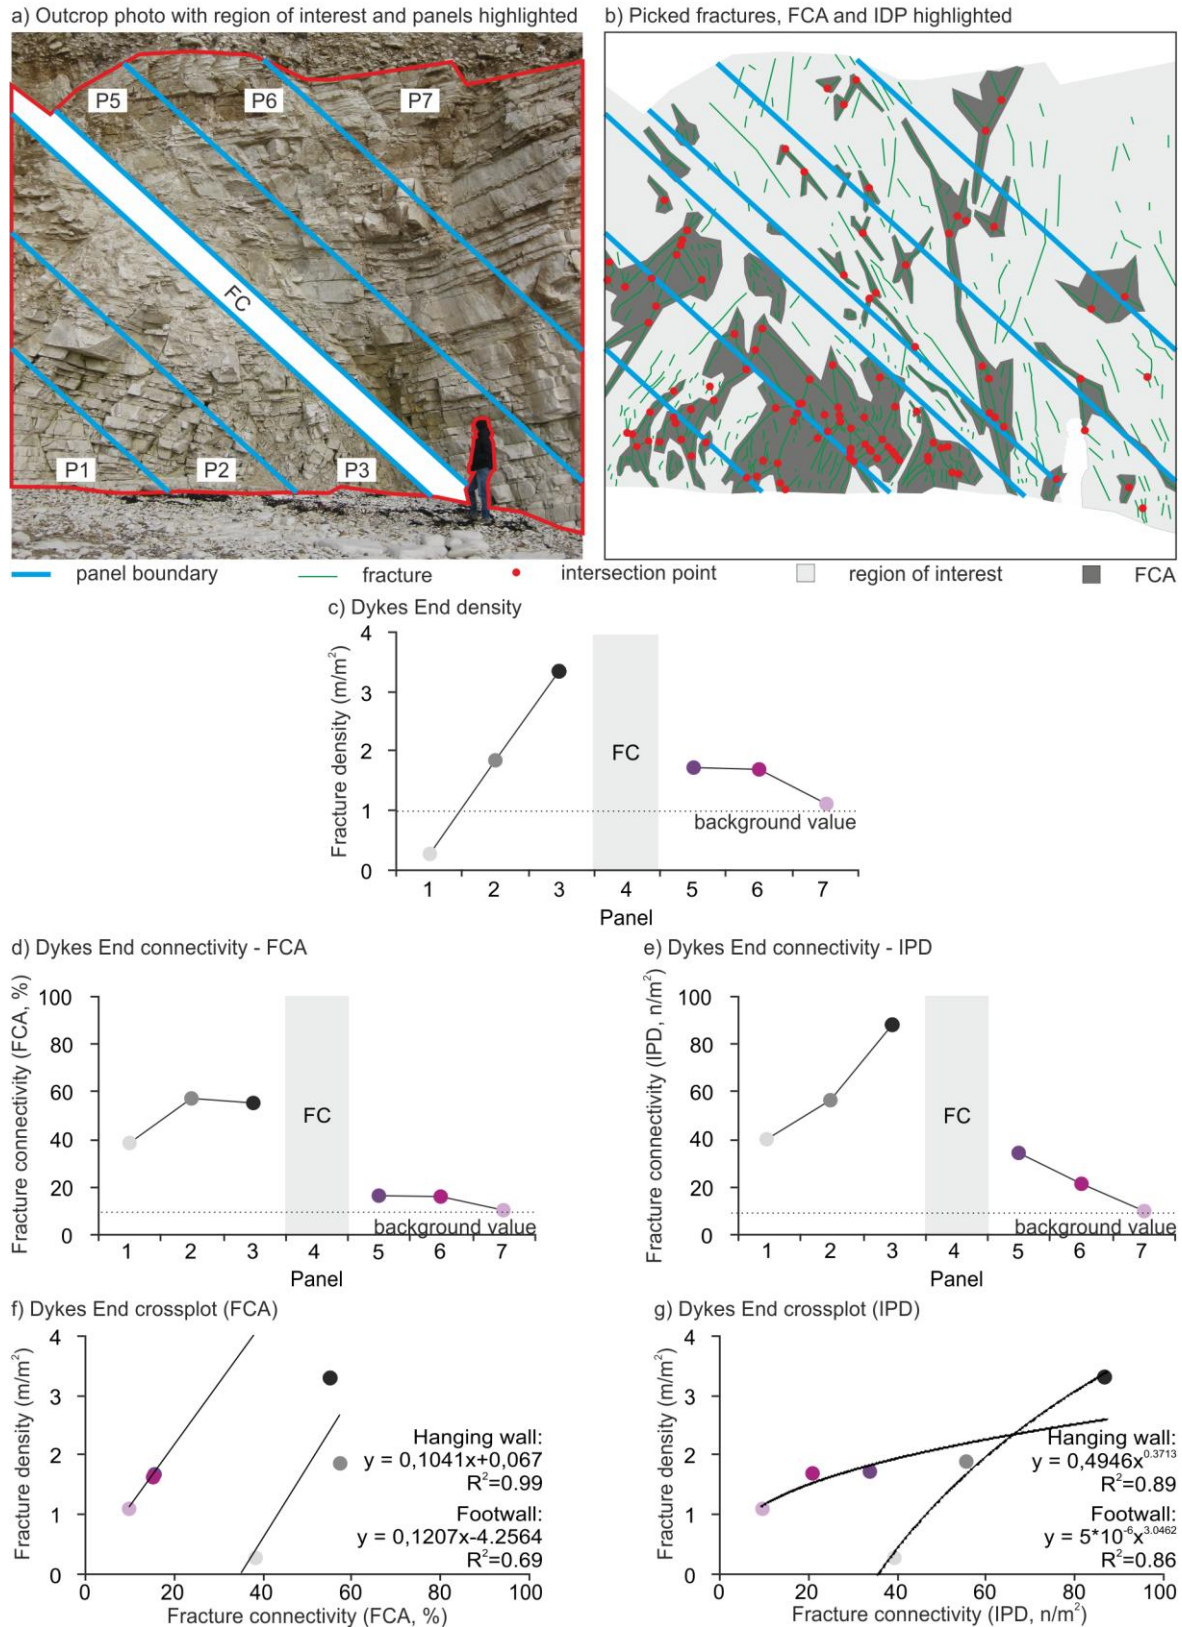 a) Outcrop photo with region of interest and panels highlighted
b) Picked fractures, FCA and IDP highlighted
P5
P6
P7
FC
P1
P2
P3
panel boundary
fracture
intersection point
region of interest
FCA
c) Dykes End density
Fracture density (m/m²)
4
3
2
1
0
FC
background value
1 2 3 4 5 6 7
Panel
d) Dykes End connectivity - FCA
Fracture connectivity (FCA, %)
100
80
60
40
20
0
FC
background value
1 2 3 4 5 6 7
Panel
e) Dykes End connectivity - IPD
Fracture connectivity (IPD, n/m²)
100
80
60
40
20
0
FC
background value
1 2 3 4 5 6 7
Panel
f) Dykes End crossplot (FCA)
Fracture density (m/m²)
4
3
2
1
0
Hanging wall:
y = 0,1041x+0,067
R²=0.99
Footwall:
y = 0,1207x-4.2564
R²=0.69
0 20 40 60 80 100
Fracture connectivity (FCA, %)
g) Dykes End crossplot (IPD)
Fracture density (m/m²)
4
3
2
1
0
Hanging wall:
y = 0,4946x^0.3713
R²=0.89
Footwall:
y = 5*10^-6x^3.0462
R²=0.86
0 20 40 60 80 100
Fracture connectivity (IPD, n/m²)